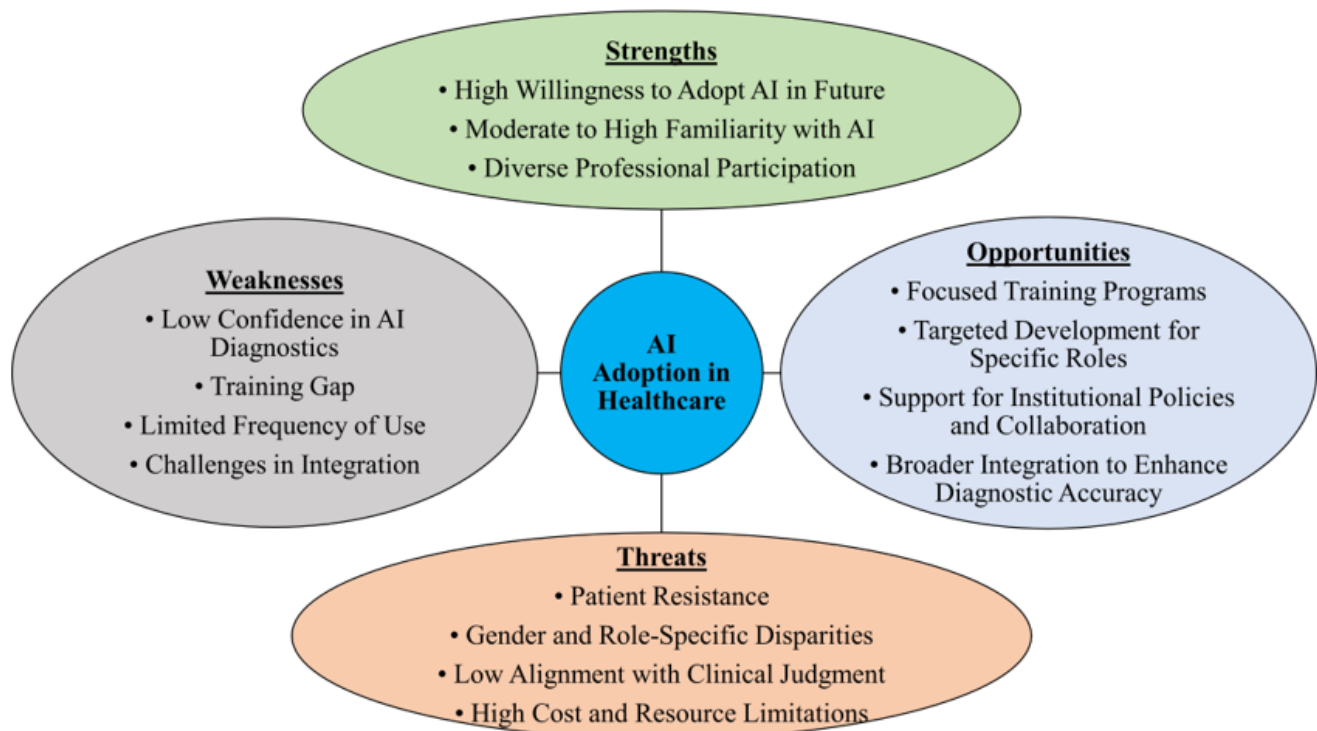 Strengths
• High Willingness to Adopt AI in Future
• Moderate to High Familiarity with AI
• Diverse Professional Participation
Weaknesses
• Low Confidence in AI
Diagnostics
• Training Gap
• Limited Frequency of Use
• Challenges in Integration
AI
Adoption in
Healthcare
Opportunities
• Focused Training Programs
• Targeted Development for
Specific Roles
• Support for Institutional Policies
and Collaboration
• Broader Integration to Enhance
Diagnostic Accuracy
Threats
• Patient Resistance
• Gender and Role-Specific Disparities
• Low Alignment with Clinical Judgment
• High Cost and Resource Limitations